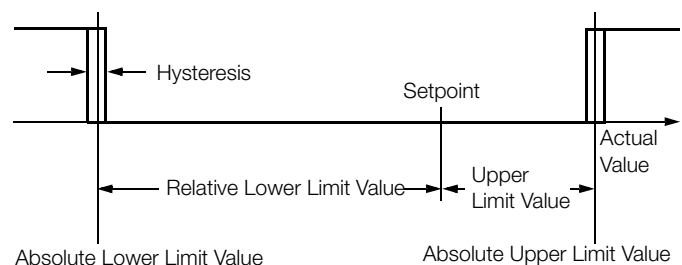 Hysteresis
Setpoint
Actual
Value
Relative Lower Limit Value
Upper
Limit Value
Absolute Lower Limit Value
Absolute Upper Limit Value